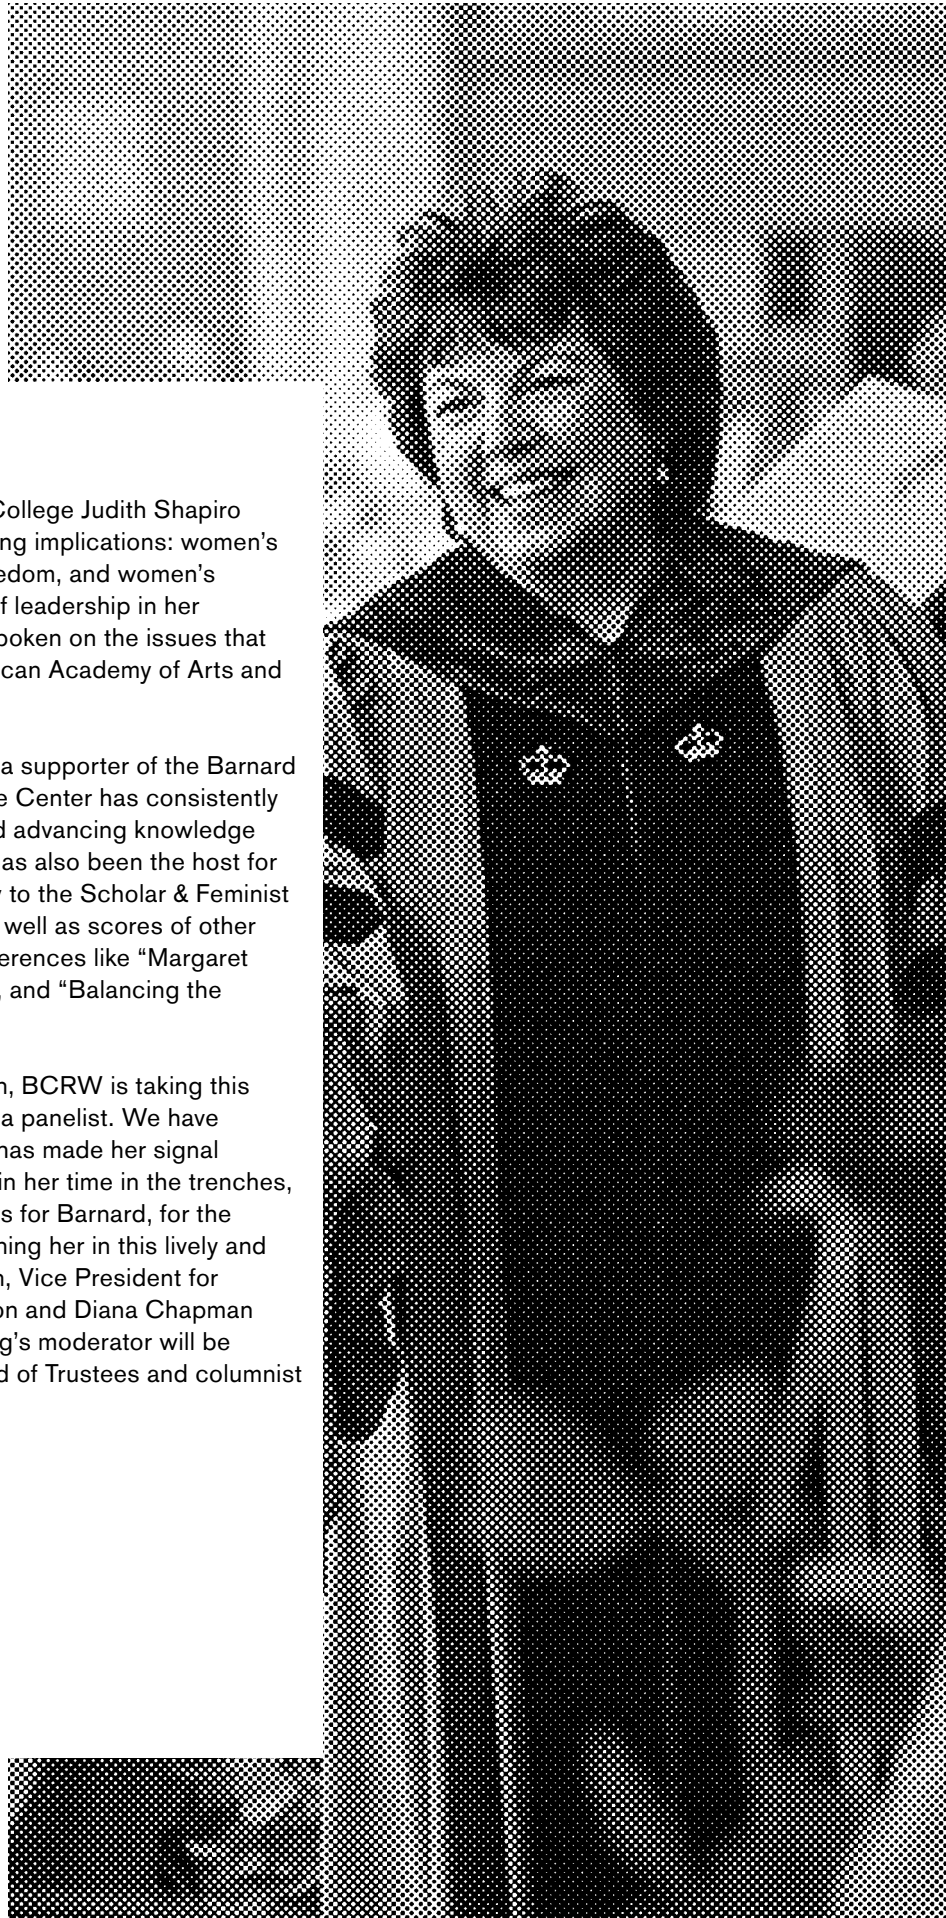 College Judith Shapiro
ng implications: women’s
edom, and women’s
f leadership in her
poken on the issues that
can Academy of Arts and
a supporter of the Barnard
e Center has consistently
d advancing knowledge
as also been the host for
y to the Scholar & Feminist
well as scores of other
erences like “Margaret
, and “Balancing the
n, BCRW is taking this
a panelist. We have
has made her signal
in her time in the trenches,
s for Barnard, for the
ning her in this lively and
n, Vice President for
on and Diana Chapman
g’s moderator will be
d of Trustees and columnist